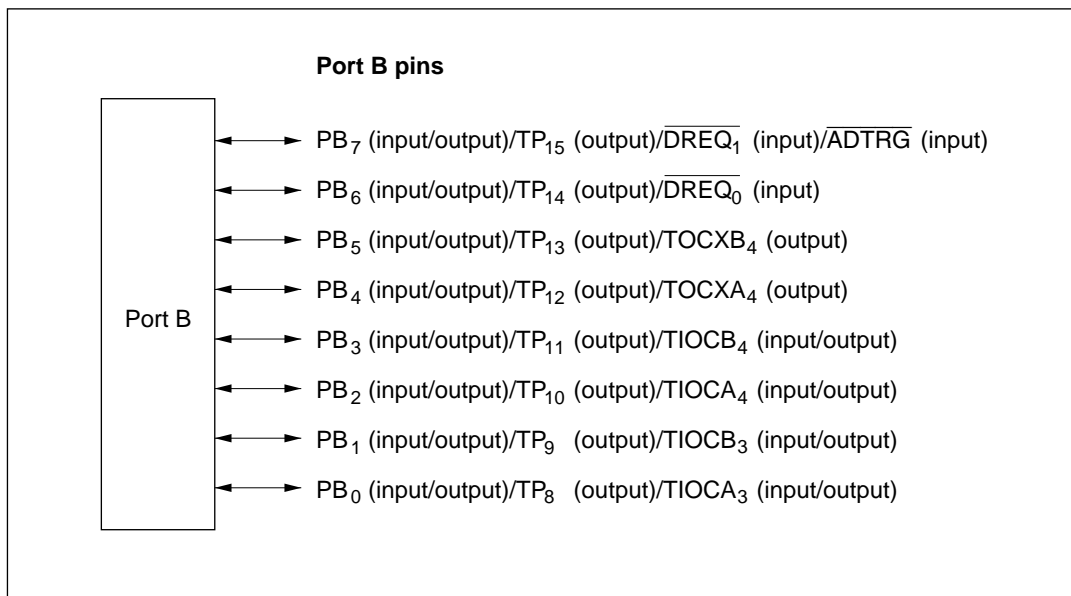 Port B pins
PB₇ (input/output)/TP₁₅ (output)/D̅R̅E̅Q̅₁̅ (input)/A̅D̅T̅R̅G̅ (input)
PB₆ (input/output)/TP₁₄ (output)/D̅R̅E̅Q̅₀̅ (input)
PB₅ (input/output)/TP₁₃ (output)/TOCXB₄ (output)
PB₄ (input/output)/TP₁₂ (output)/TOCXA₄ (output)
Port B
PB₃ (input/output)/TP₁₁ (output)/TIOCB₄ (input/output)
PB₂ (input/output)/TP₁₀ (output)/TIOCA₄ (input/output)
PB₁ (input/output)/TP₉ (output)/TIOCB₃ (input/output)
PB₀ (input/output)/TP₈ (output)/TIOCA₃ (input/output)